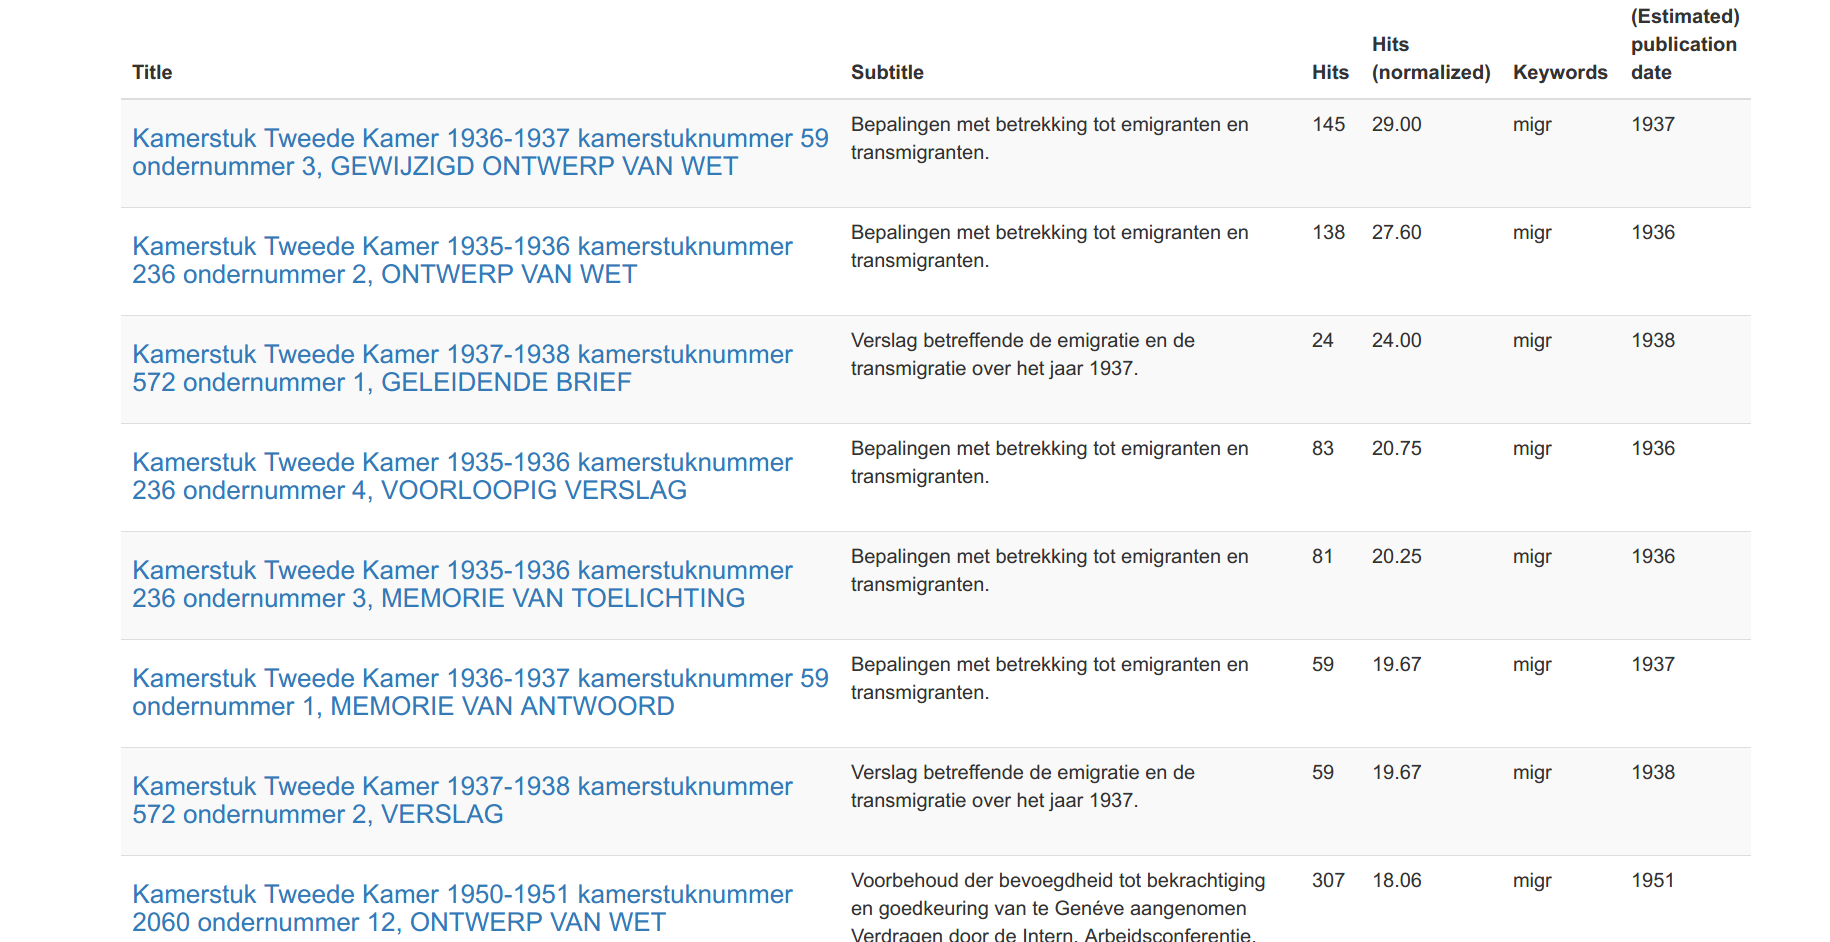 Title
Subtitle
Hits
Hits
(normalized)
Keywords
(Estimated)
publication
date
Kamerstuk Tweede Kamer 1936-1937 kamerstuknummer 59
ondernummer 3, GEWIJZIGD ONTWERP VAN WET
Bepalingen met betrekking tot emigranten en
transmigranten.
145
29.00
migr
1937
Kamerstuk Tweede Kamer 1935-1936 kamerstuknummer
236 ondernummer 2, ONTWERP VAN WET
Bepalingen met betrekking tot emigranten en
transmigranten.
138
27.60
migr
1936
Kamerstuk Tweede Kamer 1937-1938 kamerstuknummer
572 ondernummer 1, GELEIDENDE BRIEF
Verslag betreffende de emigratie en de
transmigratie over het jaar 1937.
24
24.00
migr
1938
Kamerstuk Tweede Kamer 1935-1936 kamerstuknummer
236 ondernummer 4, VOORLOOPIG VERSLAG
Bepalingen met betrekking tot emigranten en
transmigranten.
83
20.75
migr
1936
Kamerstuk Tweede Kamer 1935-1936 kamerstuknummer
236 ondernummer 3, MEMORIE VAN TOELICHTING
Bepalingen met betrekking tot emigranten en
transmigranten.
81
20.25
migr
1936
Kamerstuk Tweede Kamer 1936-1937 kamerstuknummer 59
ondernummer 1, MEMORIE VAN ANTWOORD
Bepalingen met betrekking tot emigranten en
transmigranten.
59
19.67
migr
1937
Kamerstuk Tweede Kamer 1937-1938 kamerstuknummer
572 ondernummer 2, VERSLAG
Verslag betreffende de emigratie en de
transmigratie over het jaar 1937.
59
19.67
migr
1938
Kamerstuk Tweede Kamer 1950-1951 kamerstuknummer
2060 ondernummer 12, ONTWERP VAN WET
Voorbehoud der bevoegdheid tot bekrachtiging
en goedkeuring van te Genéve aangenomen
Verdragen door de Intern. Arbeidsconferentie.
307
18.06
migr
1951